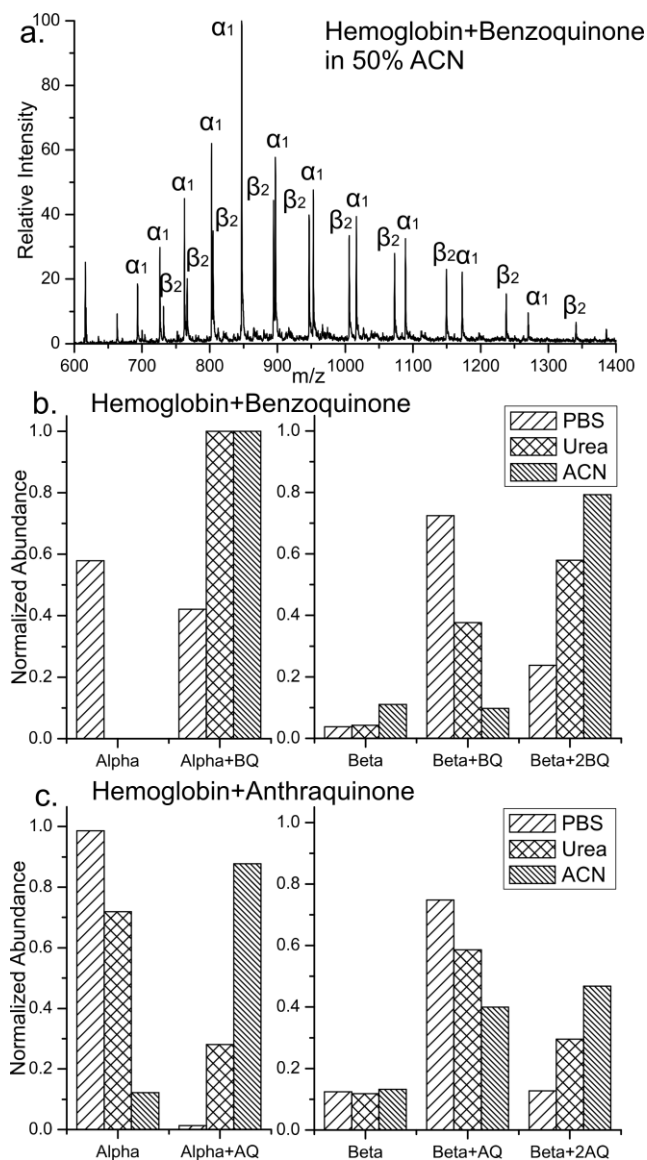 a.
Hemoglobin+Benzoquinone
in 50% ACN
Relative Intensity
100
80
60
40
20
0
α1
α1
α1
α1
α1
α1
α1
α1
α1
α1
α1
β2
β2
β2
β2
β2
β2
β2
β2
β2
β2
600 700 800 900 1000 1100 1200 1300 1400
m/z
b. Hemoglobin+Benzoquinone
Normalized Abundance
1.0
0.8
0.6
0.4
0.2
0.0
Alpha Alpha+BQ
1.0
0.8
0.6
0.4
0.2
0.0
PBS
Urea
ACN
Beta Beta+BQ Beta+2BQ
c. Hemoglobin+Anthraquinone
Normalized Abundance
1.0
0.8
0.6
0.4
0.2
0.0
Alpha Alpha+AQ
1.0
0.8
0.6
0.4
0.2
0.0
PBS
Urea
ACN
Beta Beta+AQ Beta+2AQ